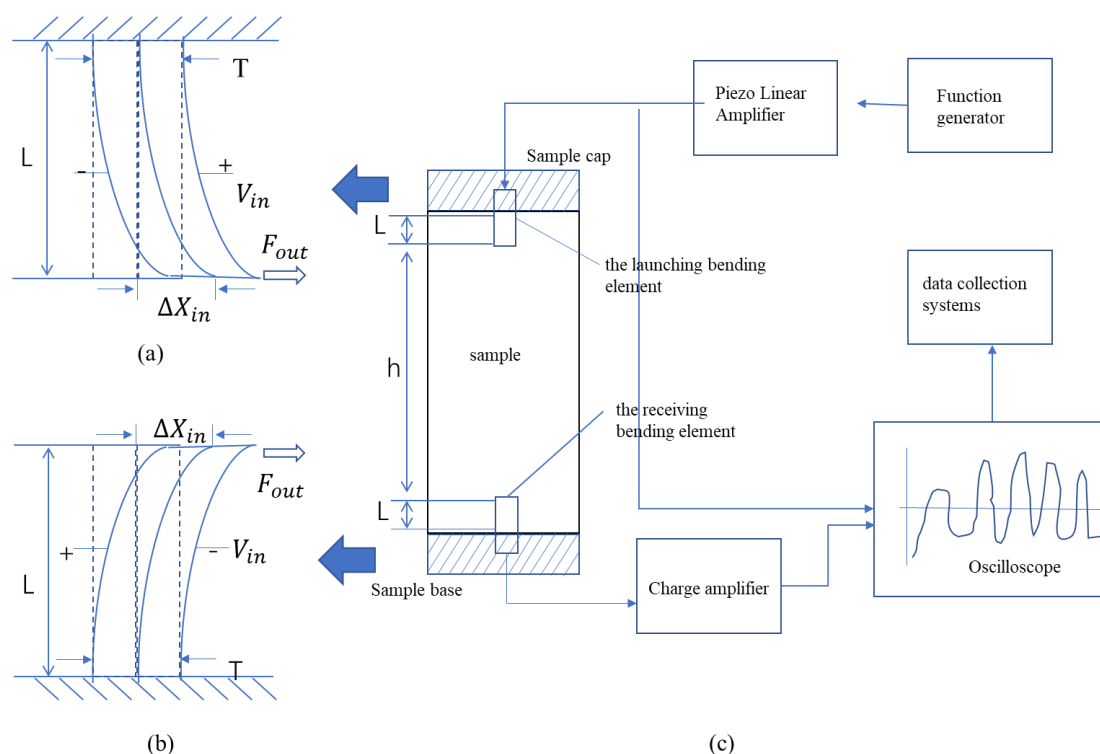 T
L
-
+
V_in
F_out
ΔX_in
(a)
ΔX_in
F_out
+
-
V_in
L
T
(b)
Sample cap
L
the launching bending
element
h
sample
the receiving
bending element
L
Sample base
Piezo Linear
Amplifier
Function
generator
data collection
systems
Oscilloscope
Charge amplifier
(c)